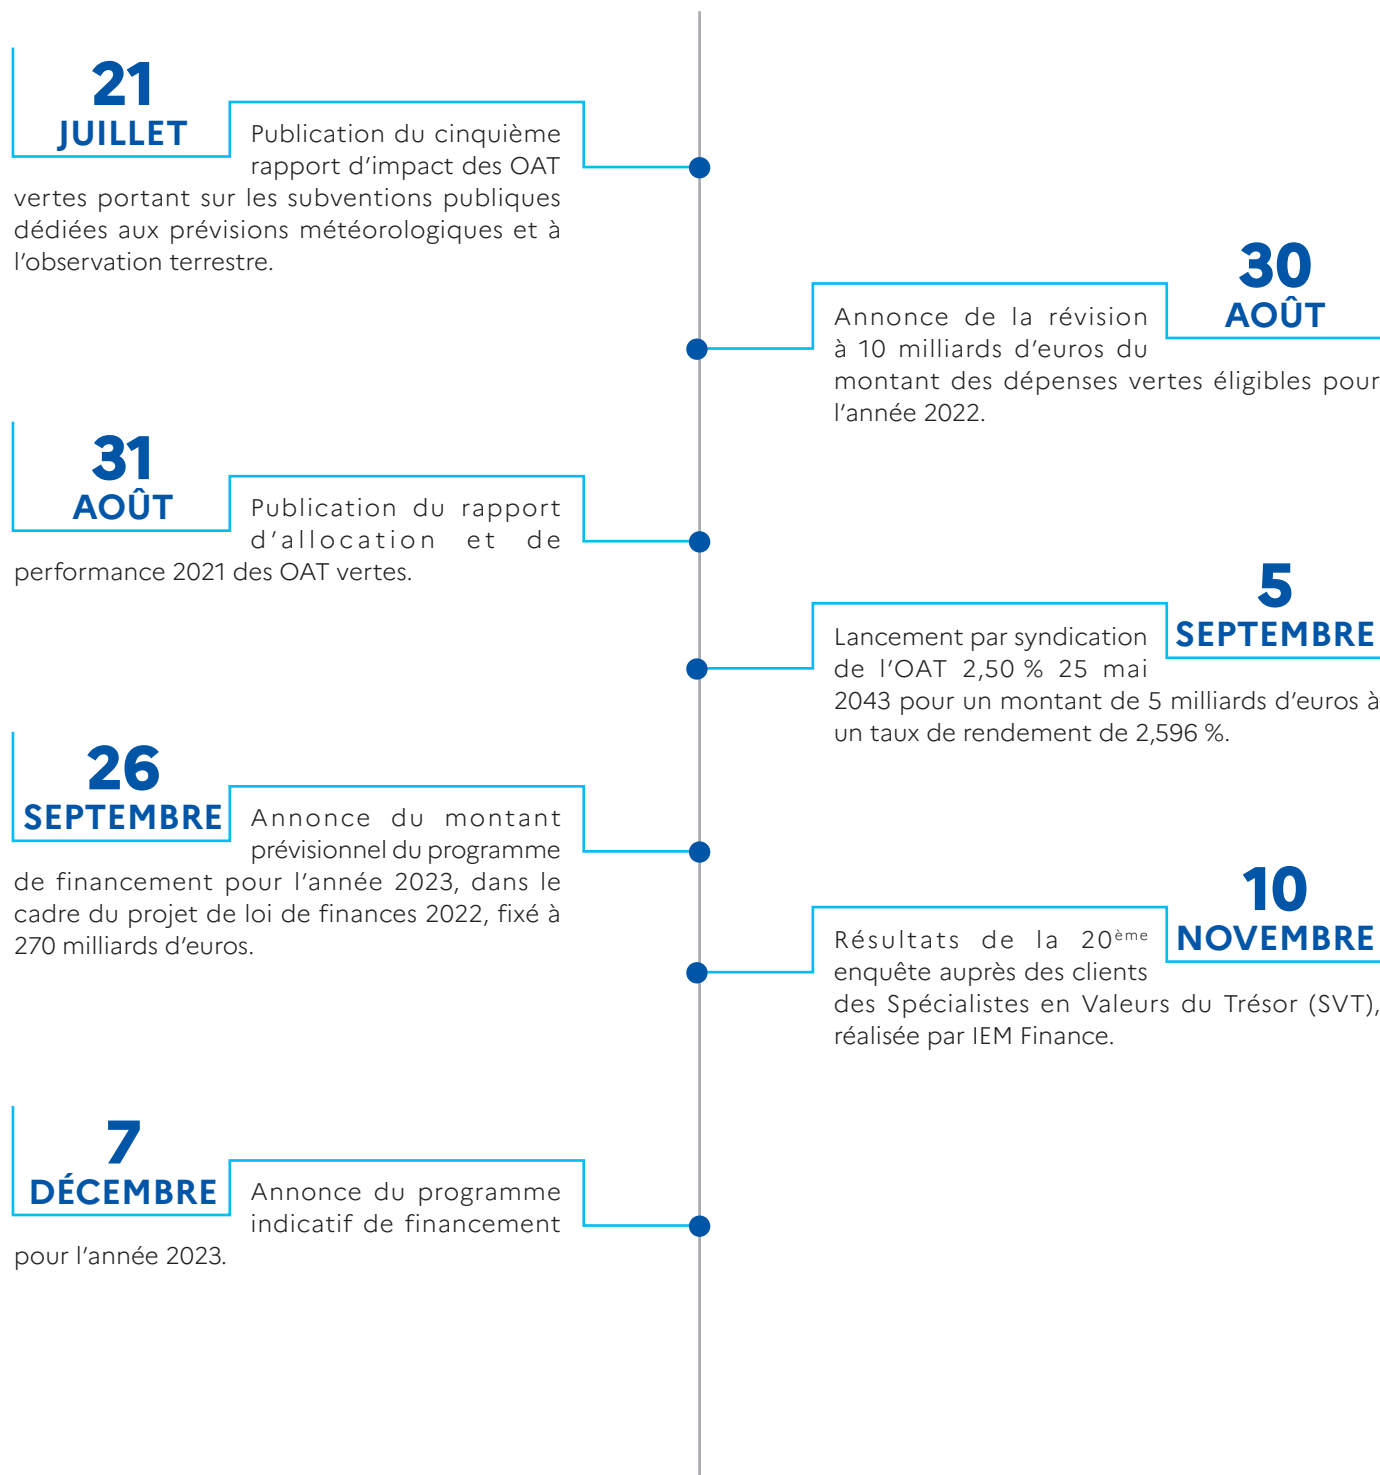 21
JUILLET
Publication du cinquième
rapport d'impact des OAT
vertes portant sur les subventions publiques
dédiées aux prévisions météorologiques et à
l'observation terrestre.
30
AOÛT
Annonce de la révision
à 10 milliards d'euros du
montant des dépenses vertes éligibles pour
l'année 2022.
31
AOÛT
Publication du rapport
d'allocation et de
performance 2021 des OAT vertes.
5
SEPTEMBRE
Lancement par syndication
de l'OAT 2,50 % 25 mai
2043 pour un montant de 5 milliards d'euros à
un taux de rendement de 2,596 %.
26
SEPTEMBRE
Annonce du montant
prévisionnel du programme
de financement pour l'année 2023, dans le
cadre du projet de loi de finances 2022, fixé à
270 milliards d'euros.
10
NOVEMBRE
Résultats de la 20ème
enquête auprès des clients
des Spécialistes en Valeurs du Trésor (SVT),
réalisée par IEM Finance.
7
DÉCEMBRE
Annonce du programme
indicatif de financement
pour l'année 2023.